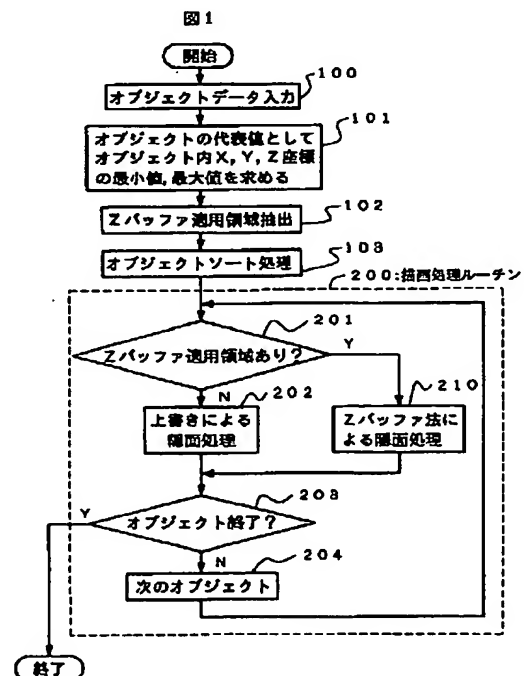 図1
開始
100
オブジェクトデータ入力
101
オブジェクトの代表値として
オブジェクト内X,Y,Z座標
の最小値,最大値を求める
102
Zバッファ適用領域抽出
103
オブジェクトソート処理
200:描画処理ルーチン
201
Zバッファ適用領域あり?
Y
202
N
210
上書きによる
隠面処理
Zバッファ法に
よる隠面処理
203
Y
オブジェクト終了?
204
N
次のオブジェクト
終了